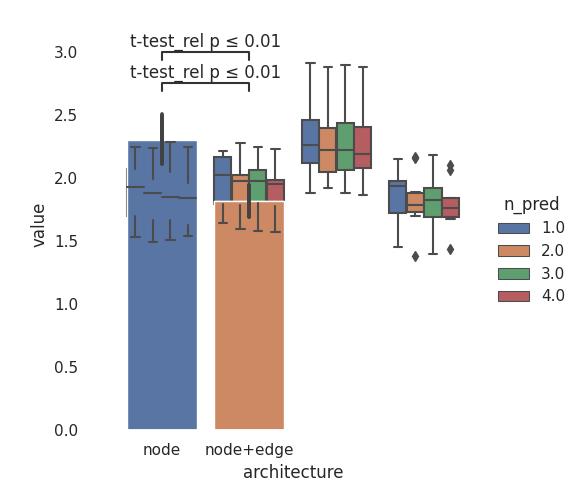 t-test_rel p ≤ 0.01
t-test_rel p ≤ 0.01
3.0
2.5
2.0
1.5
1.0
0.5
0.0
value
node node+edge
architecture
n_pred
1.0
2.0
3.0
4.0